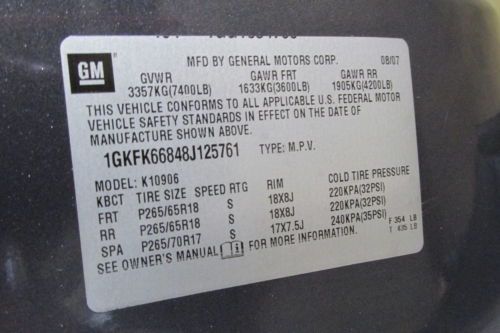 GM
MFD BY GENERAL MOTORS CORP. 08/07
GVWR GAWR FRT GAWR RR
3357KG(7400LB) 1633KG(3600LB) 1905KG(4200LB)
THIS VEHICLE CONFORMS TO ALL APPLICABLE U.S. FEDERAL MOTOR
VEHICLE SAFETY STANDARDS IN EFFECT ON THE DATE OF
MANUFACTURE SHOWN ABOVE.
1GKFK66848J125761 TYPE: M.P.V.
MODEL: K10906
KBCT TIRE SIZE SPEED RTG RIM COLD TIRE PRESSURE
FRT P265/65R18 S 18X8J 220KPA(32PSI)
RR P265/65R18 S 18X8J 220KPA(32PSI)
SPA P265/70R17 S 17X7.5J 240KPA(35PSI) F 354 LB
SEE OWNER'S MANUAL FOR MORE INFORMATION. T 435 LB